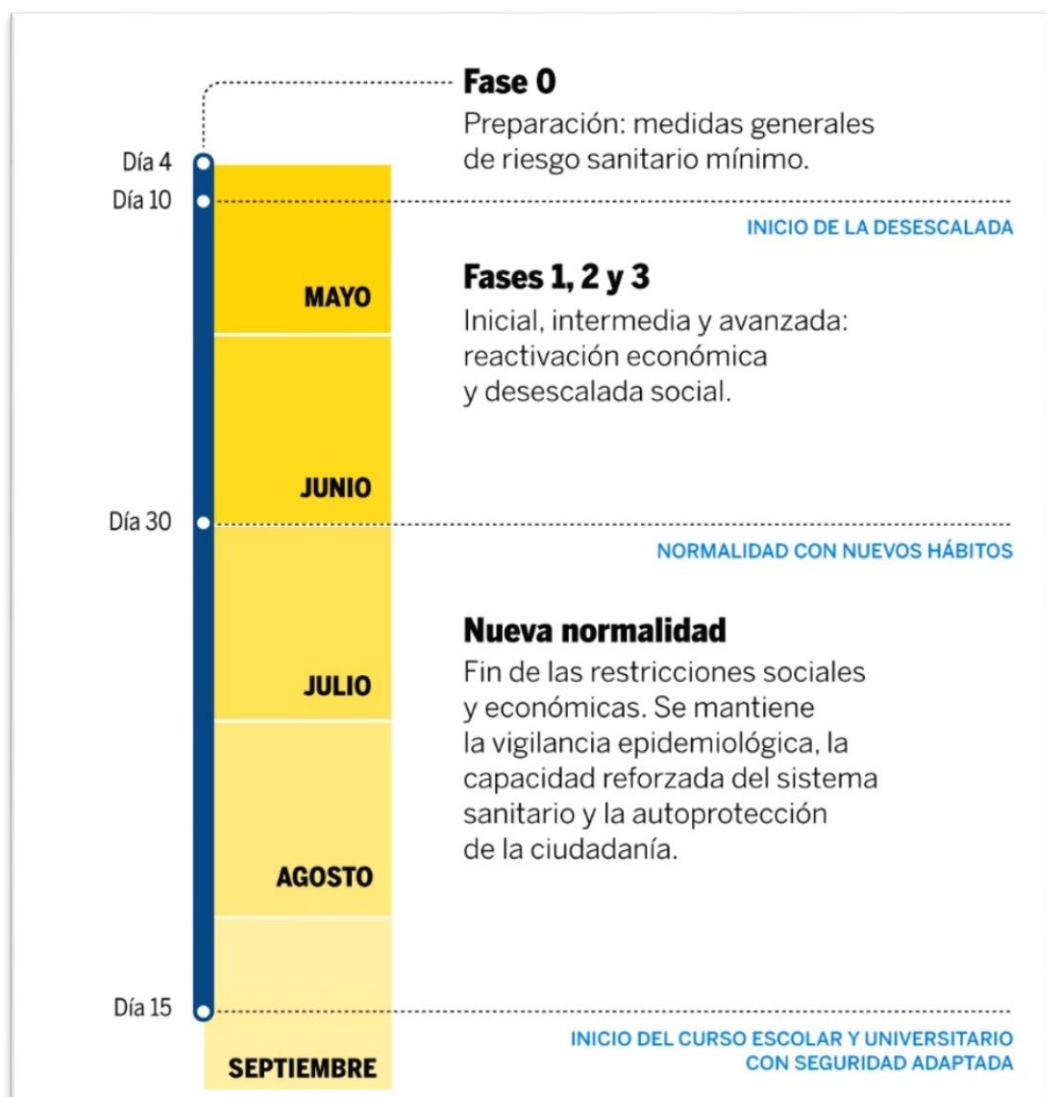 Fase 0
Preparación: medidas generales
de riesgo sanitario mínimo.
Día 4
Día 10
INICIO DE LA DESESCALADA
Fases 1, 2 y 3
MAYO
Inicial, intermedia y avanzada:
reactivación económica
y desescalada social.
JUNIO
Día 30
NORMALIDAD CON NUEVOS HÁBITOS
Nueva normalidad
Fin de las restricciones sociales
JULIO
y económicas. Se mantiene
la vigilancia epidemiológica, la
capacidad reforzada del sistema
sanitario y la autoprotección
de la ciudadanía.
AGOSTO
Día 15
INICIO DEL CURSO ESCOLAR Y UNIVERSITARIO
CON SEGURIDAD ADAPTADA
SEPTIEMBRE